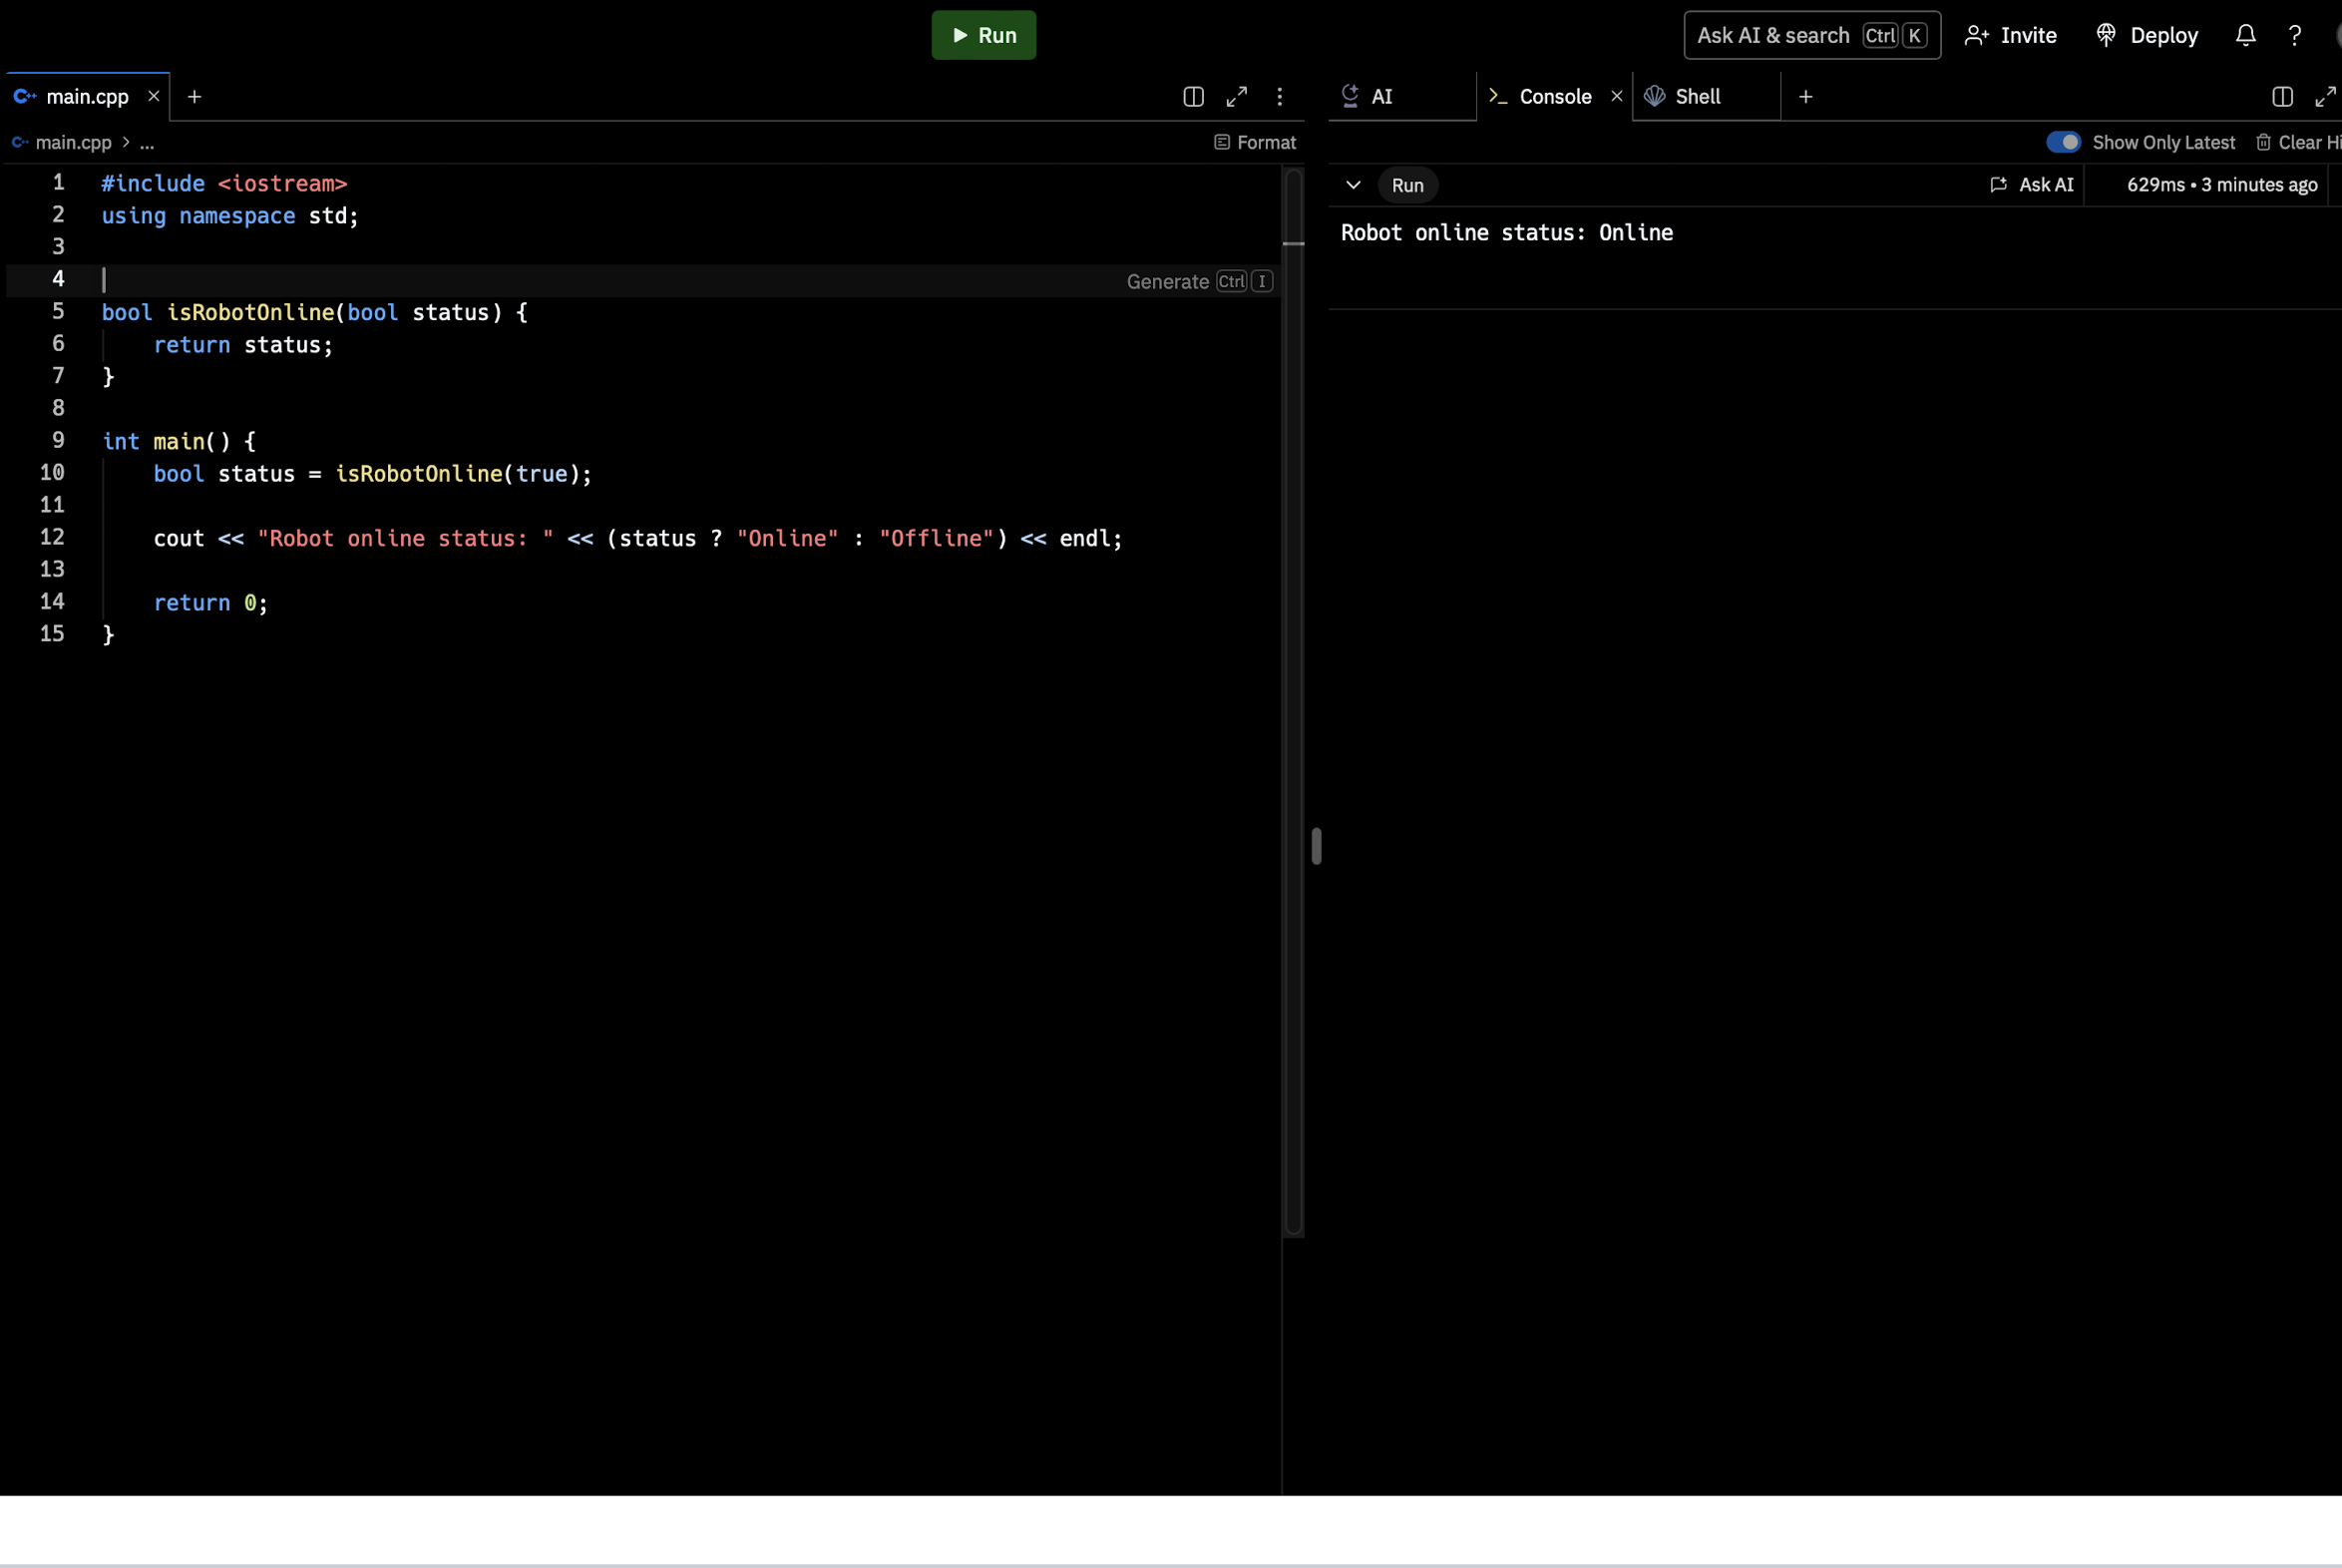 Run
Ask AI & search Ctrl K Invite Deploy ?
main.cpp × +
AI Console × Shell +
main.cpp > ...
Format
Show Only Latest Clear Hi
Run
Ask AI 629ms • 3 minutes ago
1 #include <iostream>
2 using namespace std;
3
4 Generate Ctrl I
5 bool isRobotOnline(bool status) {
6     return status;
7 }
8
9 int main() {
10     bool status = isRobotOnline(true);
11
12     cout << "Robot online status: " << (status ? "Online" : "Offline") << endl;
13
14     return 0;
15 }
Robot online status: Online